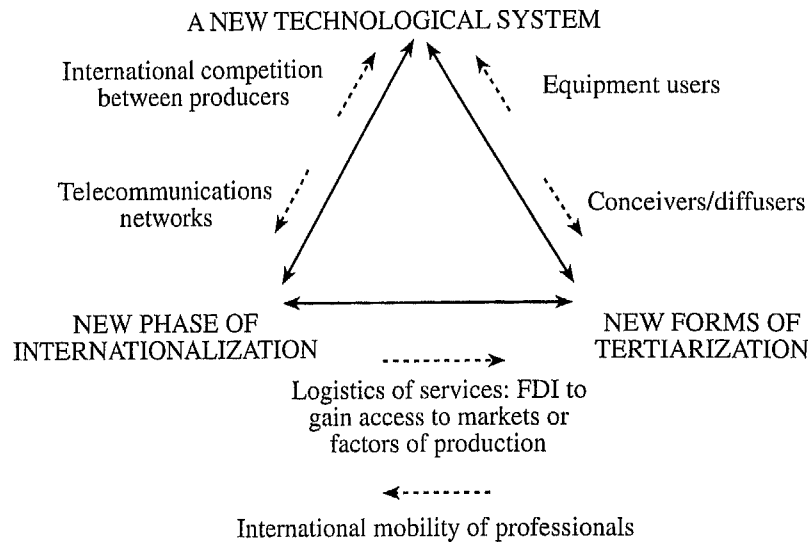 A NEW TECHNOLOGICAL SYSTEM
International competition
between producers
Equipment users
Telecommunications
networks
Conceivers/diffusers
NEW PHASE OF
INTERNATIONALIZATION
NEW FORMS OF
TERTIARIZATION
Logistics of services: FDI to
gain access to markets or
factors of production
International mobility of professionals